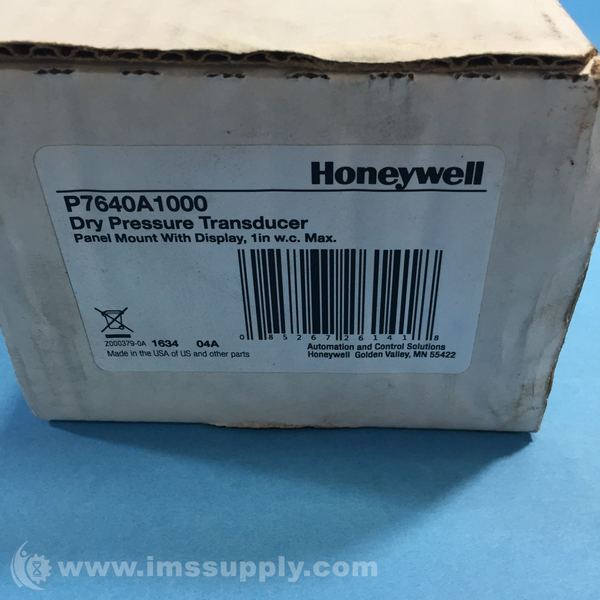 Honeywell
P7640A1000
Dry Pressure Transducer
Panel Mount With Display, 1in w.c. Max.
0 85267 26141 8
Z000379-0A 1634 04A
Made in the USA of US and other parts
Automation and Control Solutions
Honeywell Golden Valley, MN 55422
www.imssupply.com